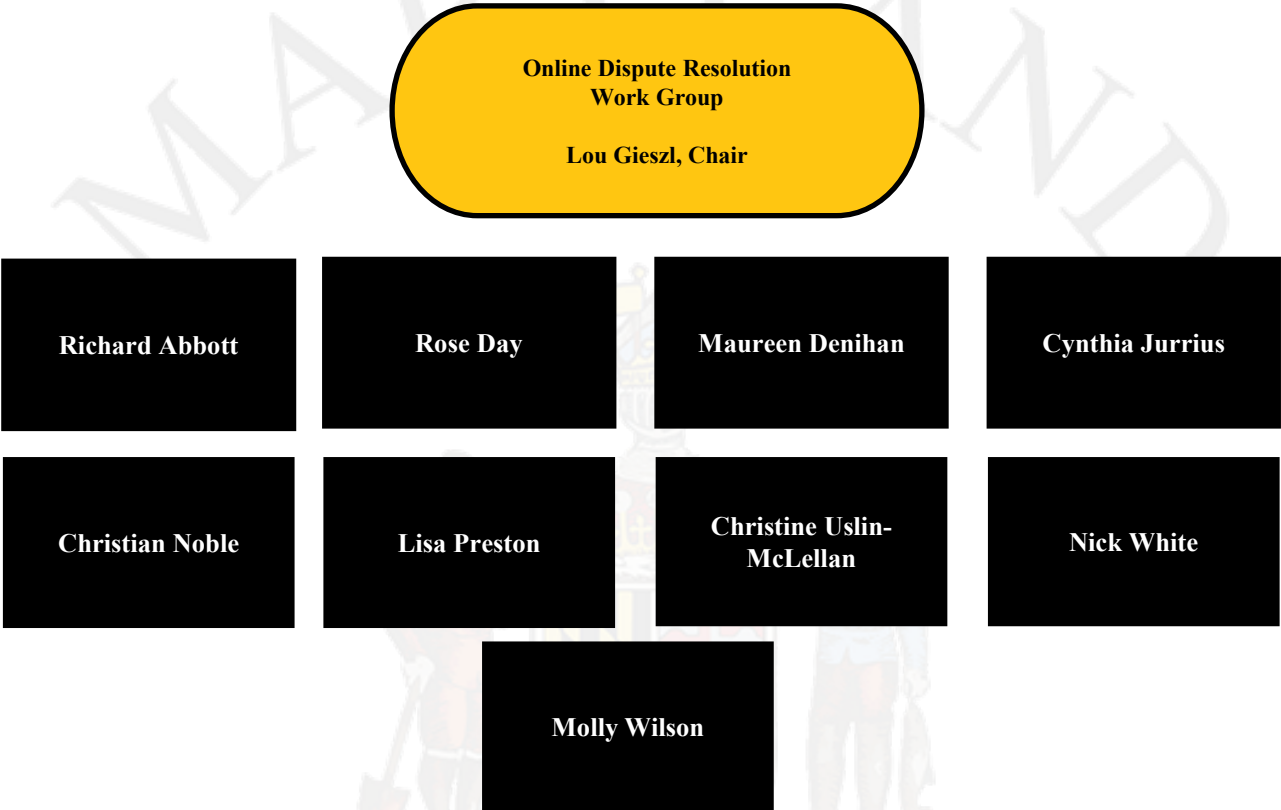 MARYLAND
Online Dispute Resolution
Work Group
Lou Gieszl, Chair
Richard Abbott
Rose Day
Maureen Denihan
Cynthia Jurrius
Christian Noble
Lisa Preston
Christine Uslin-
McLellan
Nick White
Molly Wilson